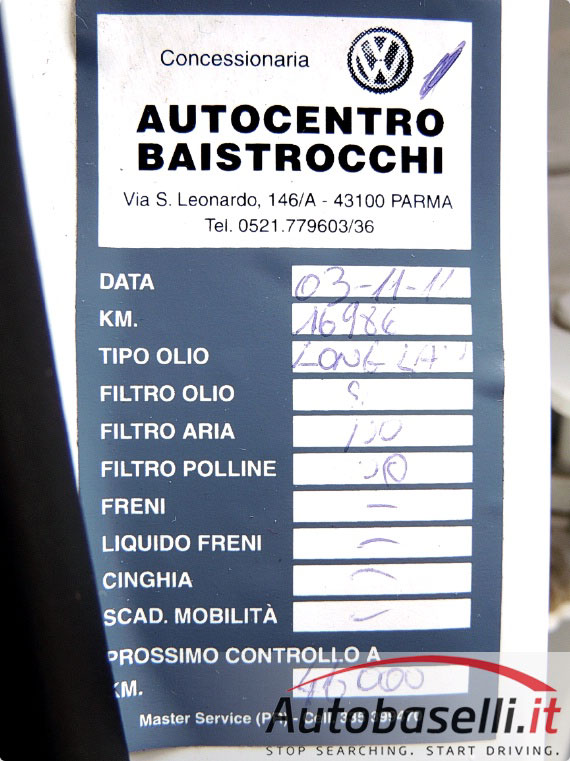 Concessionaria
AUTOCENTRO
BAISTROCCHI
Via S. Leonardo, 146/A - 43100 PARMA
Tel. 0521.779603/36
DATA 03-11-11
KM. 16986
TIPO OLIO LONG
FILTRO OLIO
FILTRO ARIA
FILTRO POLLINE
FRENI —
LIQUIDO FRENI —
CINGHIA —
SCAD. MOBILITÀ —
PROSSIMO CONTROLLO A
KM. 46000
Master Service
Autobaselli.it
STOP SEARCHING. START DRIVING.